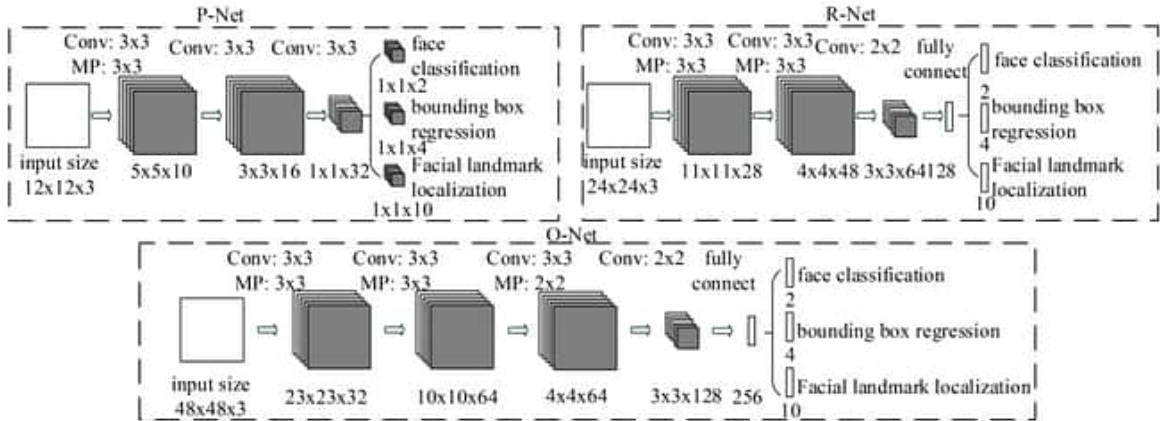 P-Net
Conv: 3x3 Conv: 3x3 Conv: 3x3
MP: 3x3
face
classification
1x1x2
bounding box
regression
1x1x4
Facial landmark
localization
1x1x10
input size
12x12x3
5x5x10
3x3x16
1x1x32
R-Net
Conv: 3x3 Conv: 3x3 Conv: 2x2 fully
MP: 3x3 MP: 3x3 connect
face classification
2
bounding box
regression
4
Facial landmark
localization
10
input size
24x24x3
11x11x28
4x4x48
3x3x64
128
O-Net
Conv: 3x3 Conv: 3x3 Conv: 3x3 Conv: 2x2 fully
MP: 3x3 MP: 3x3 MP: 2x2 connect
face classification
2
bounding box regression
4
Facial landmark localization
10
input size
48x48x3
23x23x32
10x10x64
4x4x64
3x3x128
256